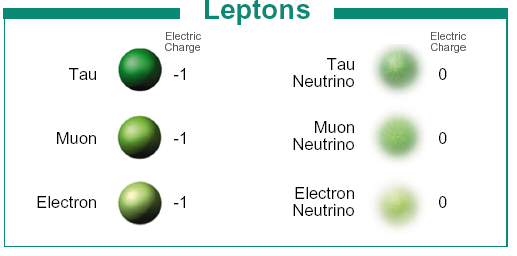 Leptons
Electric
Charge
Tau
-1
Muon
-1
Electron
-1
Electric
Charge
Tau
Neutrino
0
Muon
Neutrino
0
Electron
Neutrino
0